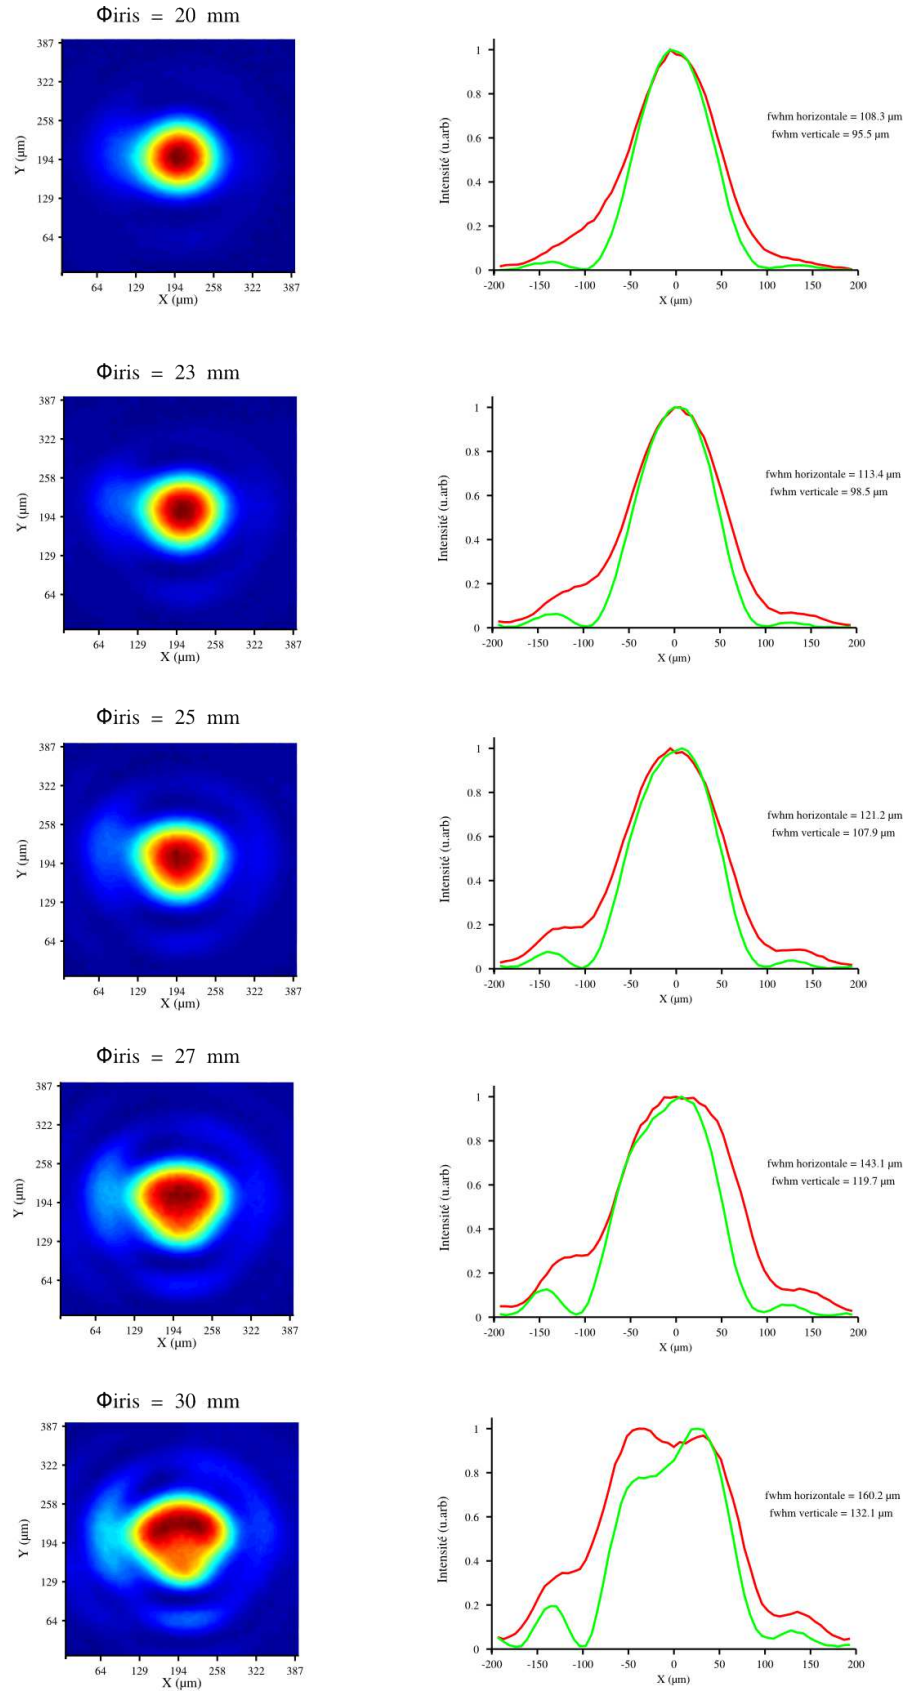 Φiris = 20 mm
387
322
258
194
129
64
Y (µm)
64 129 194 258 322 387
X (µm)
1
0.8
0.6
0.4
0.2
0
Intensité (u.arb)
-200 -150 -100 -50 0 50 100 150 200
X (µm)
fwhm horizontale = 108.3 µm
fwhm verticale = 95.5 µm
Φiris = 23 mm
387
322
258
194
129
64
Y (µm)
64 129 194 258 322 387
X (µm)
1
0.8
0.6
0.4
0.2
0
Intensité (u.arb)
-200 -150 -100 -50 0 50 100 150 200
X (µm)
fwhm horizontale = 113.4 µm
fwhm verticale = 98.5 µm
Φiris = 25 mm
387
322
258
194
129
64
Y (µm)
64 129 194 258 322 387
X (µm)
1
0.8
0.6
0.4
0.2
0
Intensité (u.arb)
-200 -150 -100 -50 0 50 100 150 200
X (µm)
fwhm horizontale = 121.2 µm
fwhm verticale = 107.9 µm
Φiris = 27 mm
387
322
258
194
129
64
Y (µm)
64 129 194 258 322 387
X (µm)
1
0.8
0.6
0.4
0.2
0
Intensité (u.arb)
-200 -150 -100 -50 0 50 100 150 200
X (µm)
fwhm horizontale = 143.1 µm
fwhm verticale = 119.7 µm
Φiris = 30 mm
387
322
258
194
129
64
Y (µm)
64 129 194 258 322 387
X (µm)
1
0.8
0.6
0.4
0.2
0
Intensité (u.arb)
-200 -150 -100 -50 0 50 100 150 200
X (µm)
fwhm horizontale = 160.2 µm
fwhm verticale = 132.1 µm